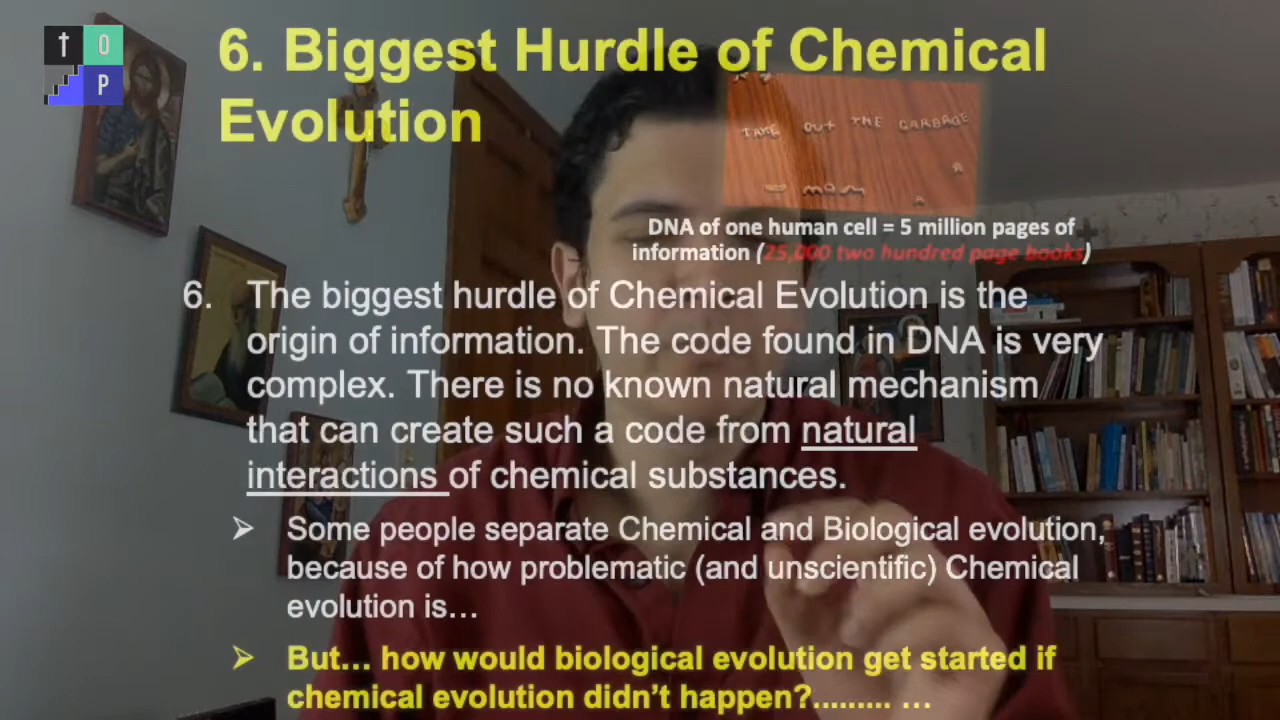 † O
P
6. Biggest Hurdle of Chemical
Evolution
TAKE OUT THE GARBAGE
- mom
DNA of one human cell = 5 million pages of
information (25,000 two hundred page books)
6. The biggest hurdle of Chemical Evolution is the
origin of information. The code found in DNA is very
complex. There is no known natural mechanism
that can create such a code from natural
interactions of chemical substances.
➢ Some people separate Chemical and Biological evolution,
because of how problematic (and unscientific) Chemical
evolution is...
➢ But... how would biological evolution get started if
chemical evolution didn't happen?......... ...